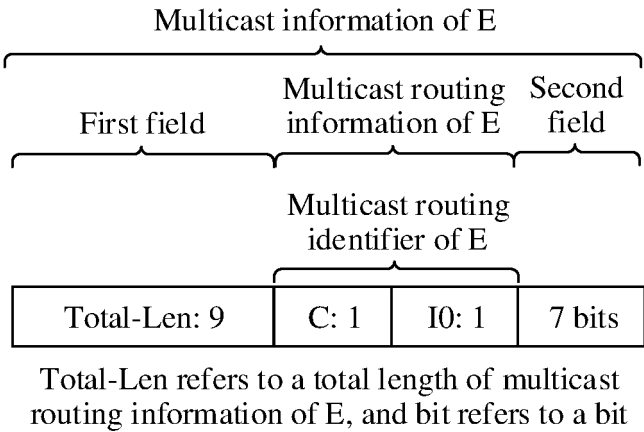 Multicast information of E
First field
Multicast routing
information of E
Second
field
Multicast routing
identifier of E
Total-Len: 9
C: 1
I0: 1
7 bits
Total-Len refers to a total length of multicast
routing information of E, and bit refers to a bit